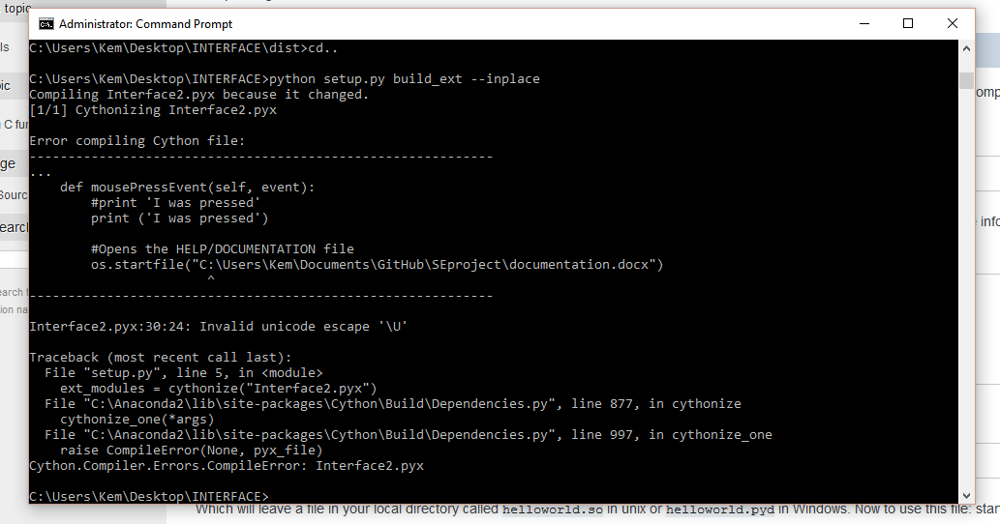 topic
Administrator: Command Prompt
ls
C:\Users\Kem\Desktop\INTERFACE\dist>cd..
ic
C:\Users\Kem\Desktop\INTERFACE>python setup.py build_ext --inplace
Compiling Interface2.pyx because it changed.
omp
[1/1] Cythonizing Interface2.pyx
C fur
Error compiling Cython file:
------------------------------------------------------------
...
ge
def mousePressEvent(self, event):
Sourc
#print 'I was pressed'
print ('I was pressed')
earch
info
#Opens the HELP/DOCUMENTATION file
os.startfile("C:\Users\Kem\Documents\GitHub\SEproject\documentation.docx")
^
earch t
------------------------------------------------------------
ion na
Interface2.pyx:30:24: Invalid unicode escape '\U'
Traceback (most recent call last):
File "setup.py", line 5, in <module>
ext_modules = cythonize("Interface2.pyx")
File "C:\Anaconda2\lib\site-packages\Cython\Build\Dependencies.py", line 877, in cythonize
cythonize_one(*args)
File "C:\Anaconda2\lib\site-packages\Cython\Build\Dependencies.py", line 997, in cythonize_one
raise CompileError(None, pyx_file)
Cython.Compiler.Errors.CompileError: Interface2.pyx
C:\Users\Kem\Desktop\INTERFACE>
Which will leave a file in your local directory called helloworld.so in unix or helloworld.pyd in Windows. Now to use this file: star